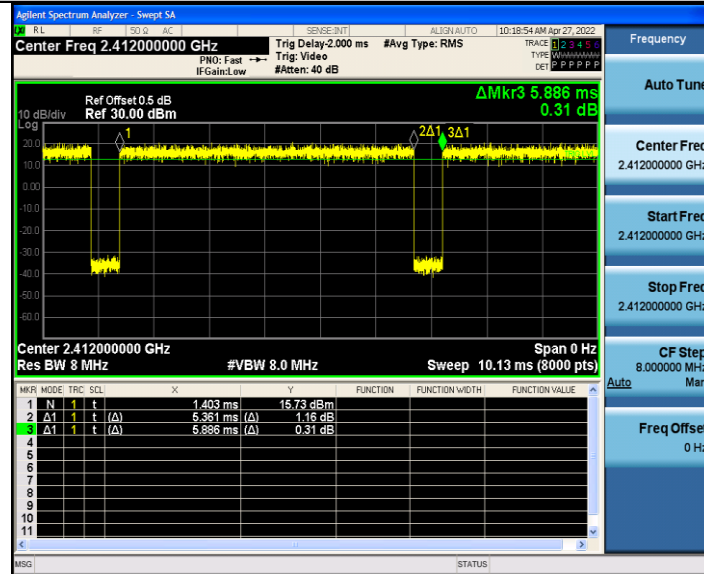 Agilent Spectrum Analyzer - Swept SA
RL RF 50 Ω AC SENSE:INT ALIGN AUTO 10:18:54 AM Apr 27, 2022
Center Freq 2.412000000 GHz
PNO: Fast
IFGain:Low
Trig Delay-2.000 ms
Trig: Video
#Atten: 40 dB
#Avg Type: RMS
TRACE 1 2 3 4 5 6
TYPE W
DET P P P P P P
ΔMkr3 5.886 ms
0.31 dB
Ref Offset 0.5 dB
10 dB/div Ref 30.00 dBm
Log
1
2Δ1
3Δ1
20.0
10.0
0.00
-10.0
-20.0
-30.0
-40.0
-50.0
-60.0
Center 2.412000000 GHz Span 0 Hz
Res BW 8 MHz #VBW 8.0 MHz Sweep 10.13 ms (8000 pts)
MKR MODE TRC SCL X Y FUNCTION FUNCTION WIDTH FUNCTION VALUE
1 N 1 t 1.403 ms 15.73 dBm
2 Δ1 1 t (Δ) 5.361 ms (Δ) 1.16 dB
3 Δ1 1 t (Δ) 5.886 ms (Δ) 0.31 dB
4
5
6
7
8
9
10
11
MSG STATUS
Frequency
Auto Tune
Center Freq
2.412000000 GHz
Start Freq
2.412000000 GHz
Stop Freq
2.412000000 GHz
CF Step
8.000000 MHz
Auto Man
Freq Offset
0 Hz